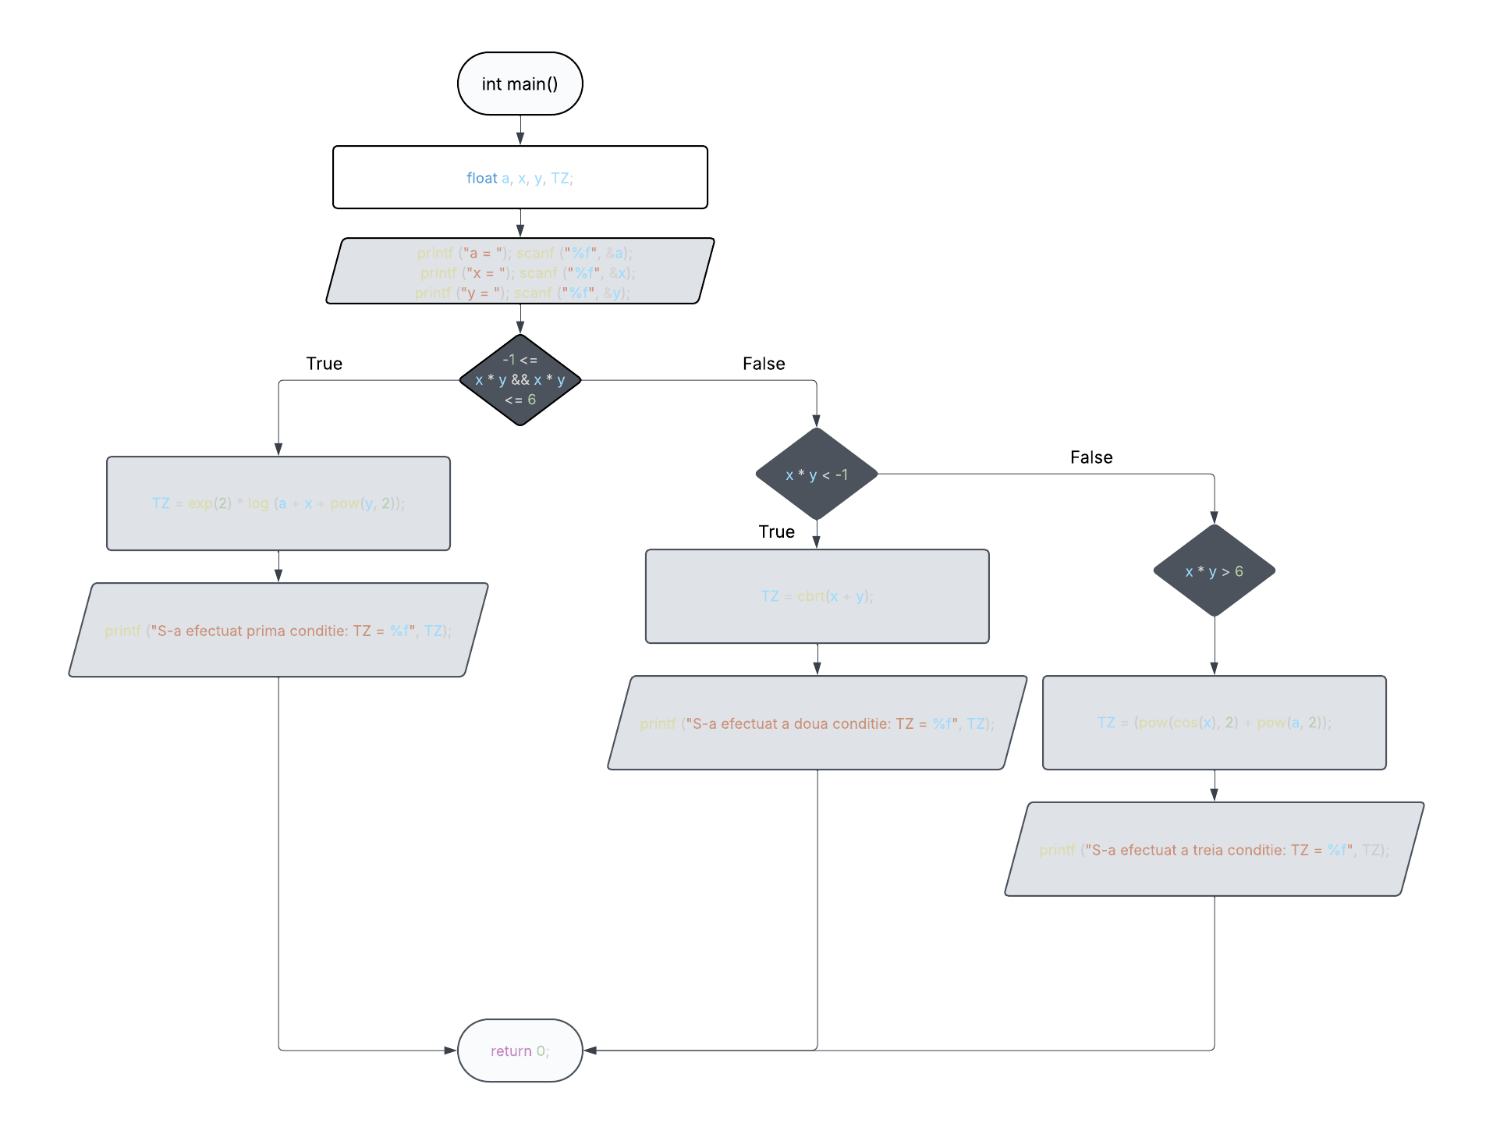 int main()
float a, x, y, TZ;
printf ("a = "); scanf ("%f", &a);
printf ("x = "); scanf ("%f", &x);
printf ("y = "); scanf ("%f", &y);
True
False
-1 <=
x * y && x * y
<= 6
x * y < -1
False
True
TZ = exp(2) * log (a + x + pow(y, 2));
x * y > 6
TZ = cbrt(x + y);
printf ("S-a efectuat prima conditie: TZ = %f", TZ);
printf ("S-a efectuat a doua conditie: TZ = %f", TZ);
TZ = (pow(cos(x), 2) + pow(a, 2));
printf ("S-a efectuat a treia conditie: TZ = %f", TZ);
return 0;